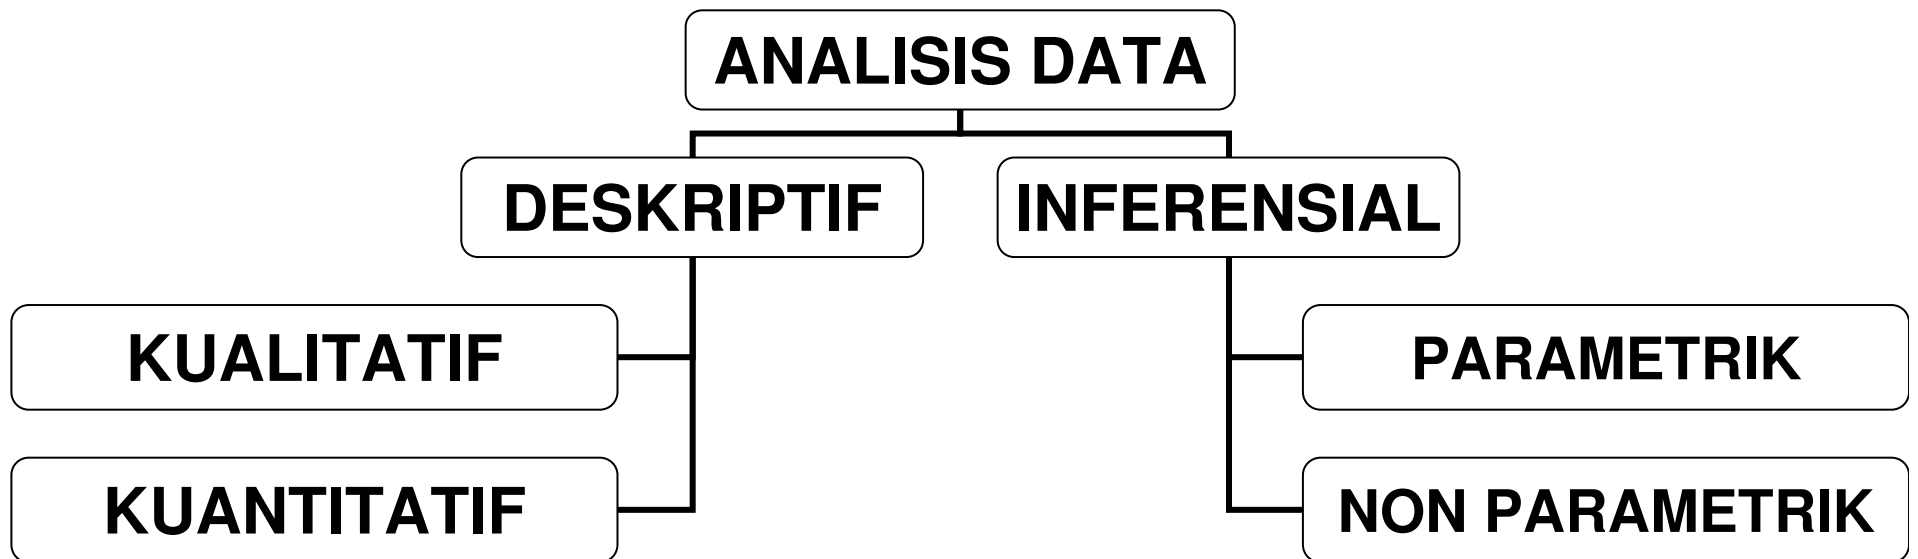 ANALISIS DATA
DESKRIPTIF
INFERENSIAL
KUALITATIF
PARAMETRIK
KUANTITATIF
NON PARAMETRIK